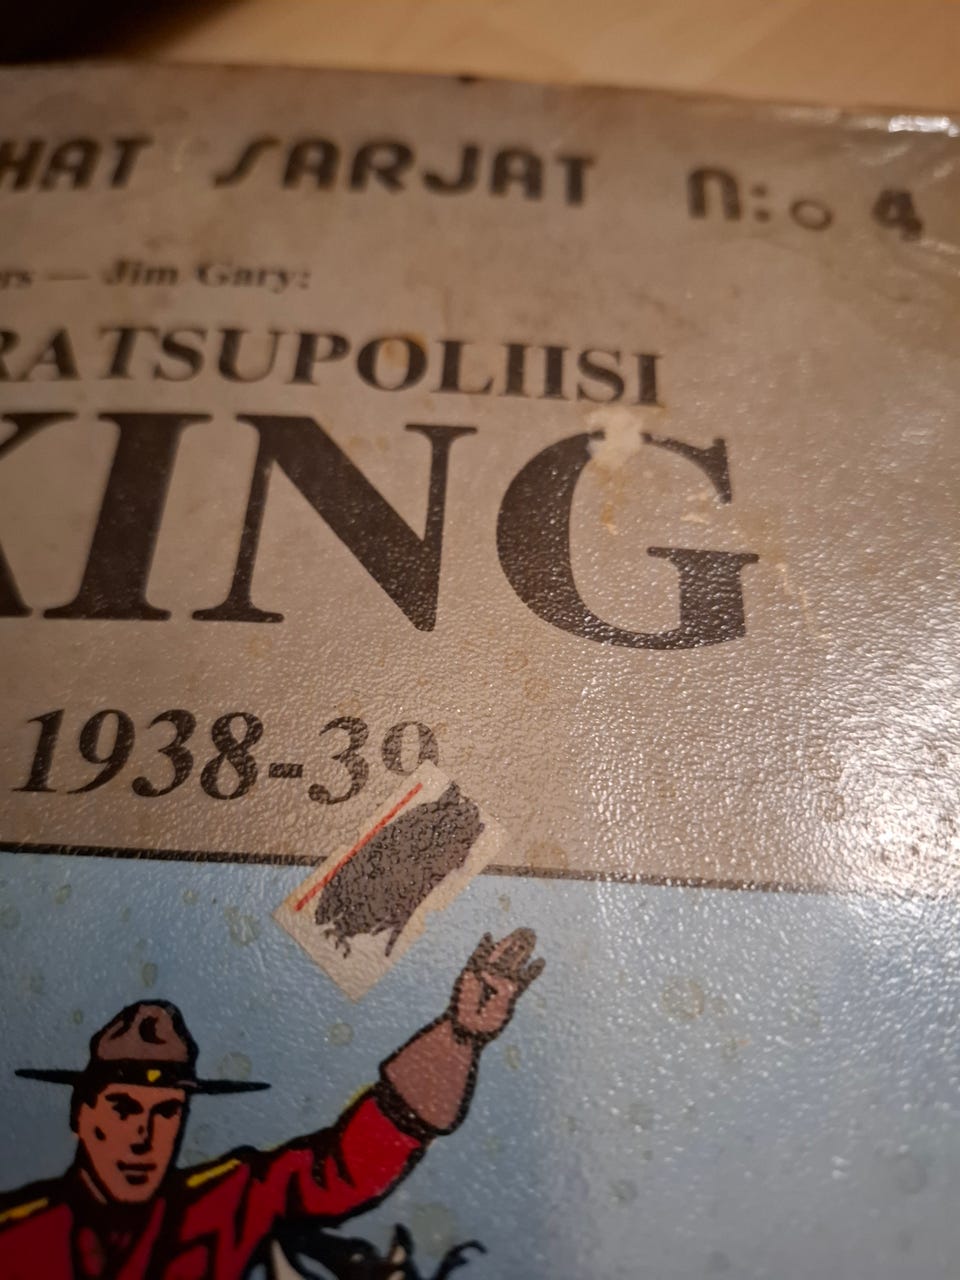 HAT SARJAT N:o 4
rs — Jim Gary:
RATSUPOLIISI
KING
1938-39